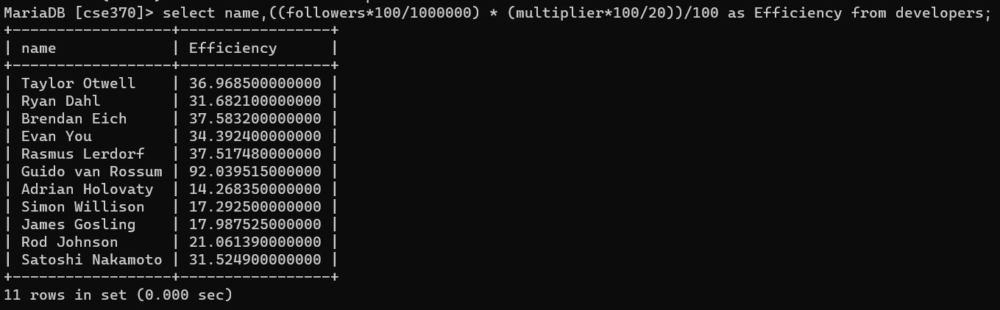 MariaDB [cse370]> select name,((followers*100/1000000) * (multiplier*100/20))/100 as Efficiency from developers;
+------------------+-----------------+
| name             | Efficiency      |
+------------------+-----------------+
| Taylor Otwell    | 36.968500000000 |
| Ryan Dahl        | 31.682100000000 |
| Brendan Eich     | 37.583200000000 |
| Evan You         | 34.392400000000 |
| Rasmus Lerdorf   | 37.517480000000 |
| Guido van Rossum | 92.039515000000 |
| Adrian Holovaty  | 14.268350000000 |
| Simon Willison   | 17.292500000000 |
| James Gosling    | 17.987525000000 |
| Rod Johnson      | 21.061390000000 |
| Satoshi Nakamoto | 31.524900000000 |
+------------------+-----------------+
11 rows in set (0.000 sec)